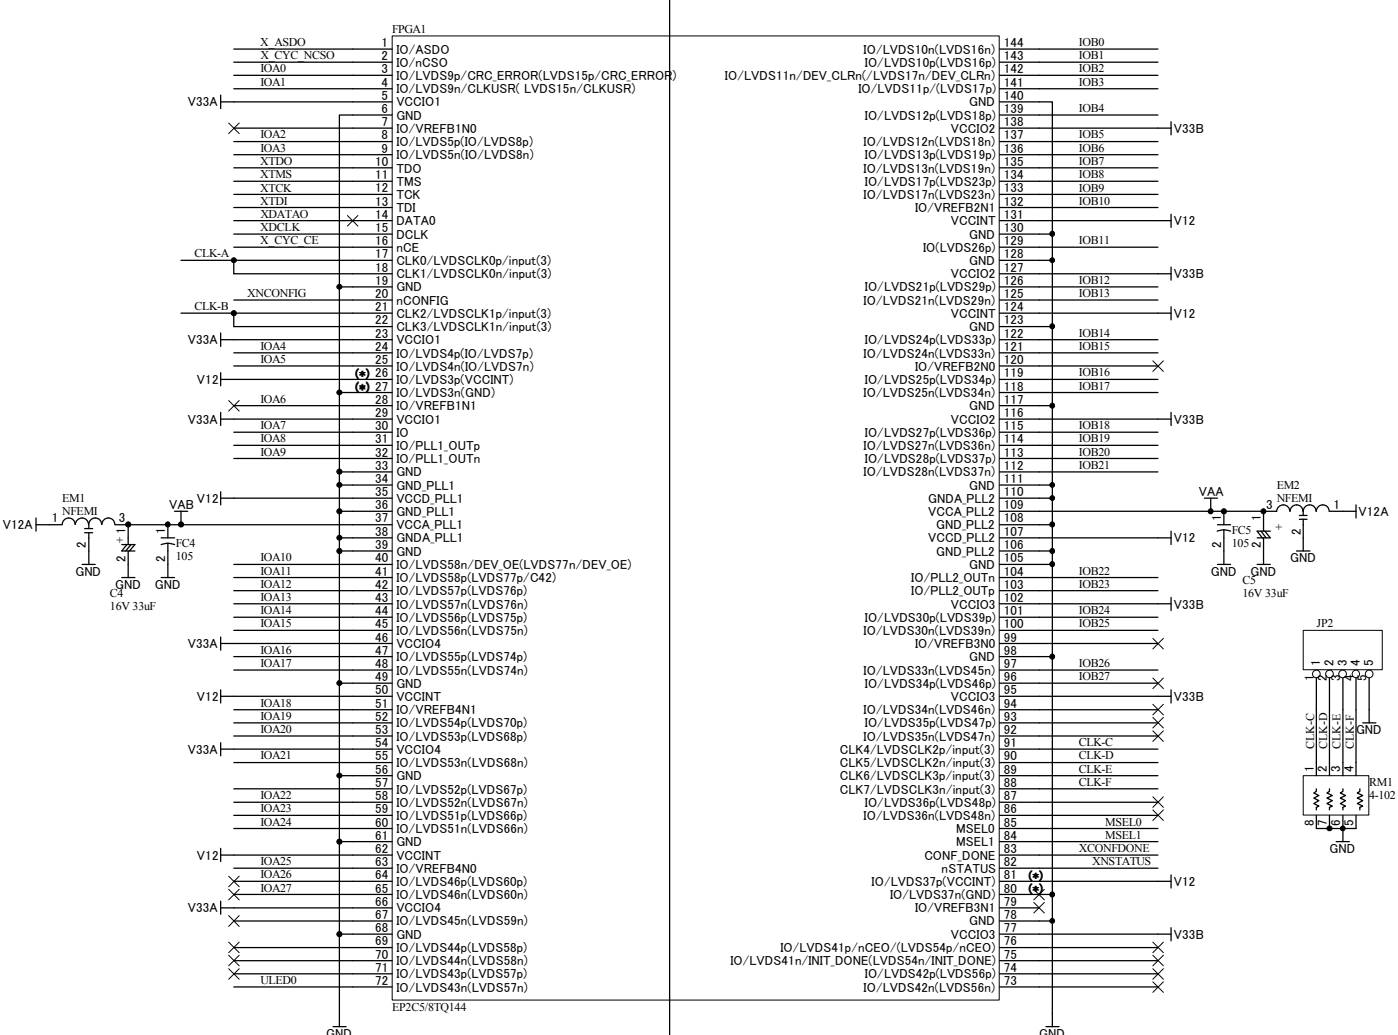 FPGA1
X_ASDO 1 IO/ASDO
X_CYC_NCSO 2 IO/nCSO
IOA0 3 IO/LVDS9p/CRC_ERROR(LVDS15p/CRC_ERROR)
IOA1 4 IO/LVDS9n/CLKUSR( LVDS15n/CLKUSR)
V33A 5 VCCIO1
6 GND
7 IO/VREFB1N0
IOA2 8 IO/LVDS5p(IO/LVDS8p)
IOA3 9 IO/LVDS5n(IO/LVDS8n)
XTDO 10 TDO
XTMS 11 TMS
XTCK 12 TCK
XTDI 13 TDI
XDATAO 14 DATA0
XDCLK 15 DCLK
X_CYC_CE 16 nCE
CLK-A 17 CLK0/LVDSCLK0p/input(3)
18 CLK1/LVDSCLK0n/input(3)
19 GND
XNCONFIG 20 nCONFIG
CLK-B 21 CLK2/LVDSCLK1p/input(3)
22 CLK3/LVDSCLK1n/input(3)
V33A 23 VCCIO1
IOA4 24 IO/LVDS4p(IO/LVDS7p)
IOA5 25 IO/LVDS4n(IO/LVDS7n)
V12 (*) 26 IO/LVDS3p(VCCINT)
(*) 27 IO/LVDS3n(GND)
IOA6 28 IO/VREFB1N1
V33A 29 VCCIO1
IOA7 30 IO
IOA8 31 IO/PLL1_OUTp
IOA9 32 IO/PLL1_OUTn
33 GND
34 GND_PLL1
V12 35 VCCD_PLL1
36 GND_PLL1
37 VCCA_PLL1
38 GNDA_PLL1
39 GND
IOA10 40 IO/LVDS58n/DEV_OE(LVDS77n/DEV_OE)
IOA11 41 IO/LVDS58p(LVDS77p/C42)
IOA12 42 IO/LVDS57p(LVDS76p)
IOA13 43 IO/LVDS57n(LVDS76n)
IOA14 44 IO/LVDS56p(LVDS75p)
IOA15 45 IO/LVDS56n(LVDS75n)
V33A 46 VCCIO4
IOA16 47 IO/LVDS55p(LVDS74p)
IOA17 48 IO/LVDS55n(LVDS74n)
49 GND
V12 50 VCCINT
IOA18 51 IO/VREFB4N1
IOA19 52 IO/LVDS54p(LVDS70p)
IOA20 53 IO/LVDS53p(LVDS68p)
V33A 54 VCCIO4
IOA21 55 IO/LVDS53n(LVDS68n)
56 GND
57 IO/LVDS52p(LVDS67p)
IOA22 58 IO/LVDS52n(LVDS67n)
IOA23 59 IO/LVDS51p(LVDS66p)
IOA24 60 IO/LVDS51n(LVDS66n)
61 GND
V12 62 VCCINT
IOA25 63 IO/VREFB4N0
IOA26 64 IO/LVDS46p(LVDS60p)
IOA27 65 IO/LVDS46n(LVDS60n)
V33A 66 VCCIO4
67 IO/LVDS45n(LVDS59n)
68 GND
69 IO/LVDS44p(LVDS58p)
70 IO/LVDS44n(LVDS58n)
71 IO/LVDS43p(LVDS57p)
ULED0 72 IO/LVDS43n(LVDS57n)
EP2C5/8TQ144
GND
IO/LVDS10n(LVDS16n) 144 IOB0
IO/LVDS10p(LVDS16p) 143 IOB1
IO/LVDS11n/DEV_CLRn(/LVDS17n/DEV_CLRn) 142 IOB2
IO/LVDS11p/(LVDS17p) 141 IOB3
GND 140
IO/LVDS12p(LVDS18p) 139 IOB4
VCCIO2 138 V33B
IO/LVDS12n(LVDS18n) 137 IOB5
IO/LVDS13p(LVDS19p) 136 IOB6
IO/LVDS13n(LVDS19n) 135 IOB7
IO/LVDS17p(LVDS23p) 134 IOB8
IO/LVDS17n(LVDS23n) 133 IOB9
IO/VREFB2N1 132 IOB10
VCCINT 131 V12
GND 130
IO(LVDS26p) 129 IOB11
GND 128
VCCIO2 127 V33B
IO/LVDS21p(LVDS29p) 126 IOB12
IO/LVDS21n(LVDS29n) 125 IOB13
VCCINT 124 V12
GND 123
IO/LVDS24p(LVDS33p) 122 IOB14
IO/LVDS24n(LVDS33n) 121 IOB15
IO/VREFB2N0 120
IO/LVDS25p(LVDS34p) 119 IOB16
IO/LVDS25n(LVDS34n) 118 IOB17
GND 117
VCCIO2 116 V33B
IO/LVDS27p(LVDS36p) 115 IOB18
IO/LVDS27n(LVDS36n) 114 IOB19
IO/LVDS28p(LVDS37p) 113 IOB20
IO/LVDS28n(LVDS37n) 112 IOB21
GND 111
GNDA_PLL2 110
VCCA_PLL2 109
GND_PLL2 108
VCCD_PLL2 107 V12
GND_PLL2 106
GND 105
IO/PLL2_OUTn 104 IOB22
IO/PLL2_OUTp 103 IOB23
VCCIO3 102 V33B
IO/LVDS30p(LVDS39p) 101 IOB24
IO/LVDS30n(LVDS39n) 100 IOB25
IO/VREFB3N0 99
GND 98
IO/LVDS33n(LVDS45n) 97 IOB26
IO/LVDS34p(LVDS46p) 96 IOB27
VCCIO3 95 V33B
IO/LVDS34n(LVDS46n) 94
IO/LVDS35p(LVDS47p) 93
IO/LVDS35n(LVDS47n) 92
CLK4/LVDSCLK2p/input(3) 91 CLK-C
CLK5/LVDSCLK2n/input(3) 90 CLK-D
CLK6/LVDSCLK3p/input(3) 89 CLK-E
CLK7/LVDSCLK3n/input(3) 88 CLK-F
IO/LVDS36p(LVDS48p) 87
IO/LVDS36n(LVDS48n) 86
MSEL0 85 MSEL0
MSEL1 84 MSEL1
CONF_DONE 83 XCONFDONE
nSTATUS 82 XNSTATUS
IO/LVDS37p(VCCINT) 81 (*) V12
IO/LVDS37n(GND) 80 (*)
IO/VREFB3N1 79
GND 78
VCCIO3 77 V33B
IO/LVDS41p/nCEO/(LVDS54p/nCEO) 76
IO/LVDS41n/INIT_DONE(LVDS54n/INIT_DONE) 75
IO/LVDS42p(LVDS56p) 74
IO/LVDS42n(LVDS56n) 73
GND
EM1
NFEMI
VAB
V12A 1 3
2
GND
+ 1
2
GND
C4
16V 33uF
1
2
FC4
105
GND
VAA
EM2
NFEMI
3 1 V12A
2
GND
1
2
FC5
105
GND
1 +
2
GND
C5
16V 33uF
JP2
1 2 3 4 5
1 2 3 4 5
CLK-C
CLK-D
CLK-E
CLK-F
GND
1 2 3 4
RM1
4-102
8 7 6 5
GND